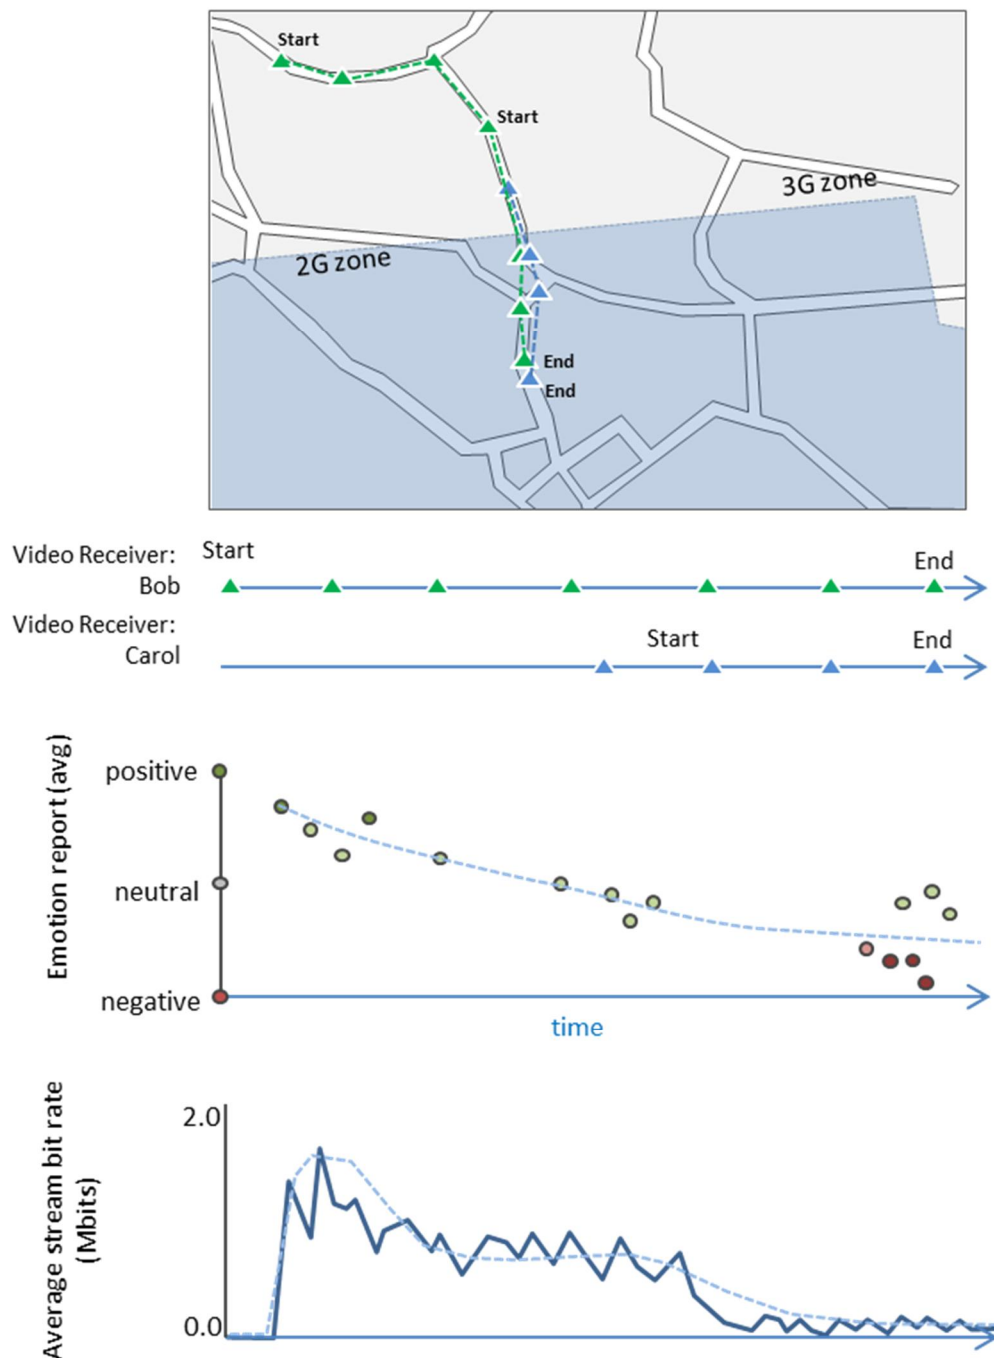 Start
Start
3G zone
2G zone
End
End
Video Receiver:
Bob
Start
End
Video Receiver:
Carol
Start
End
Emotion report (avg)
positive
neutral
negative
time
Average stream bit rate
(Mbits)
2.0
0.0